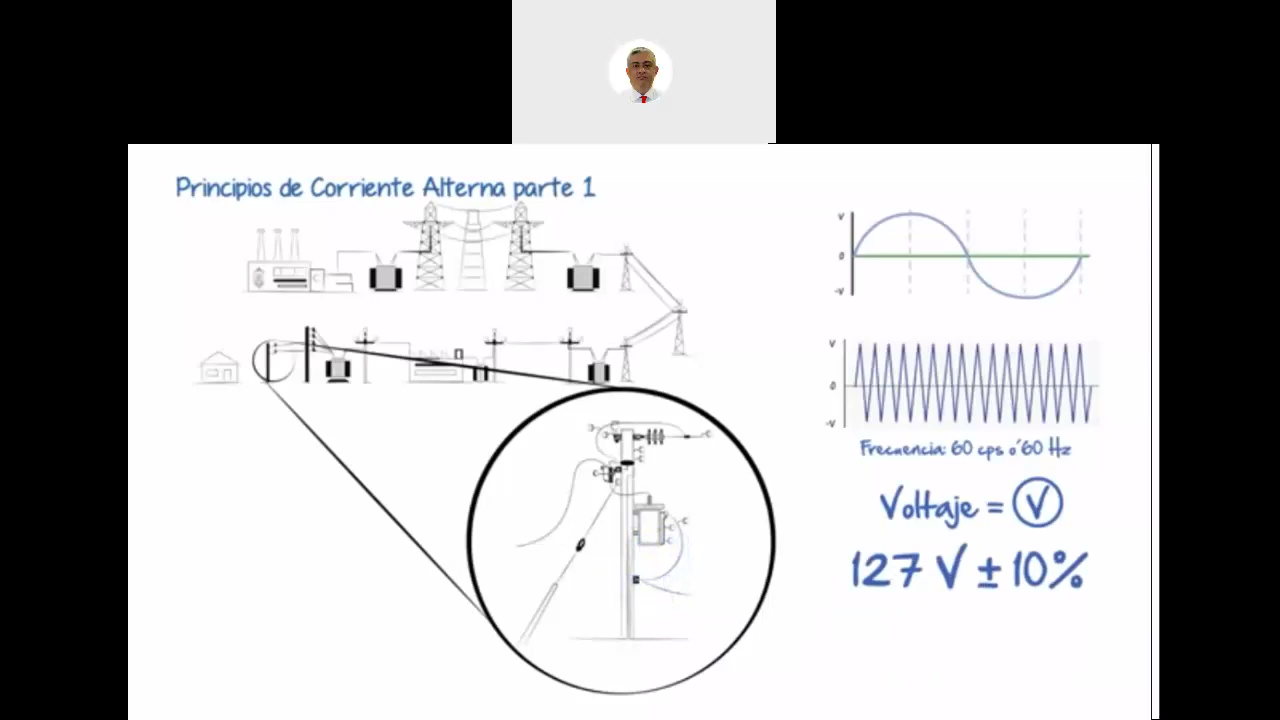 Principios de Corriente Alterna parte 1
V
0
-V
V
0
-V
Frecuencia: 60 cps o´60 Hz
Voltaje = V
127 V ± 10%